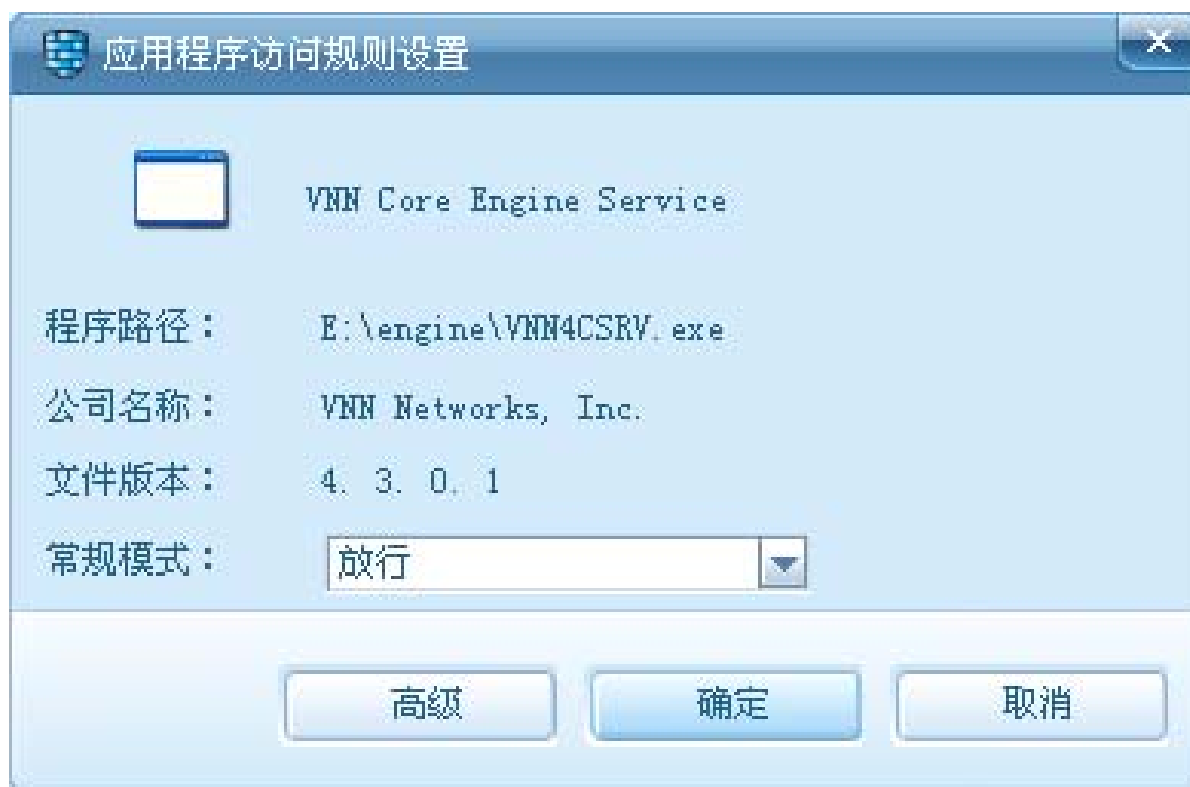 应用程序访问规则设置
VNN Core Engine Service
程序路径： E:\engine\VNN4CSRV.exe
公司名称： VNN Networks, Inc.
文件版本： 4. 3. 0. 1
常规模式： 放行
高级 确定 取消